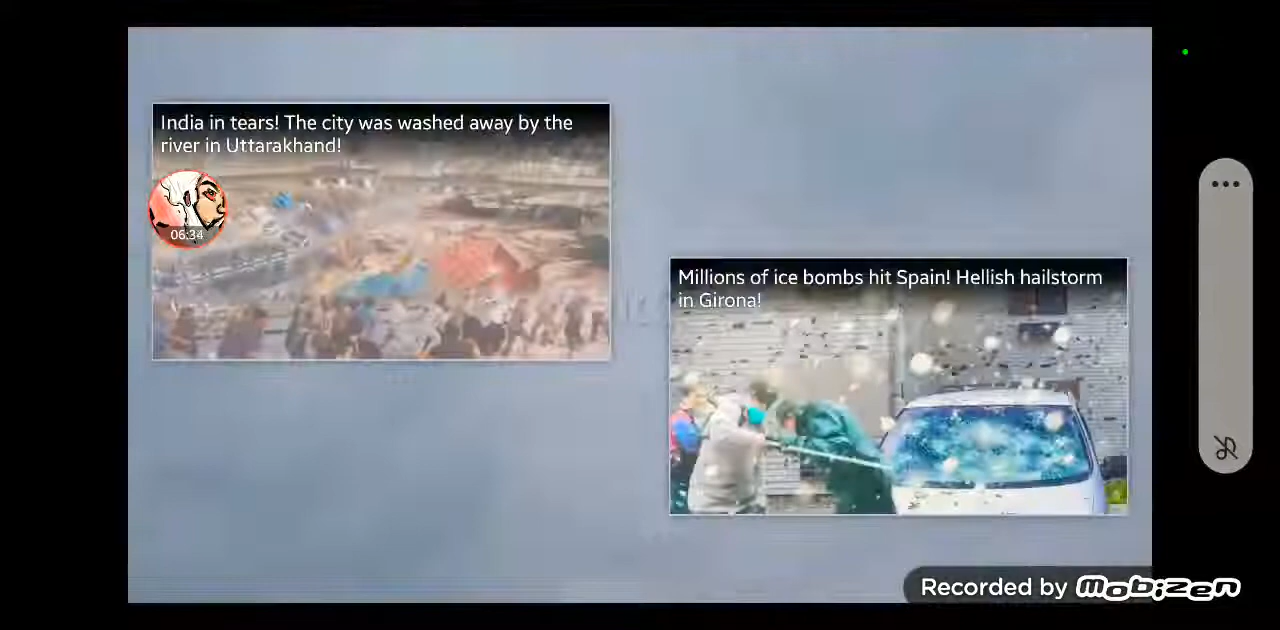 India in tears! The city was washed away by the
river in Uttarakhand!
06:34
Millions of ice bombs hit Spain! Hellish hailstorm
in Girona!
Recorded by Mobizen